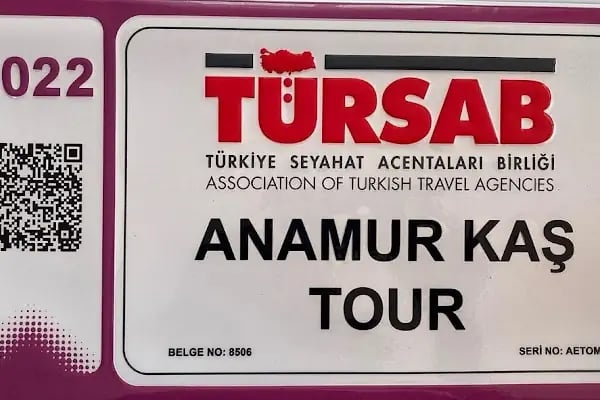 022
TÜRSAB
TÜRKİYE SEYAHAT ACENTALARI BİRLİĞİ
ASSOCIATION OF TURKISH TRAVEL AGENCIES
ANAMUR KAŞ
TOUR
BELGE NO: 8506
SERI NO: AETOM